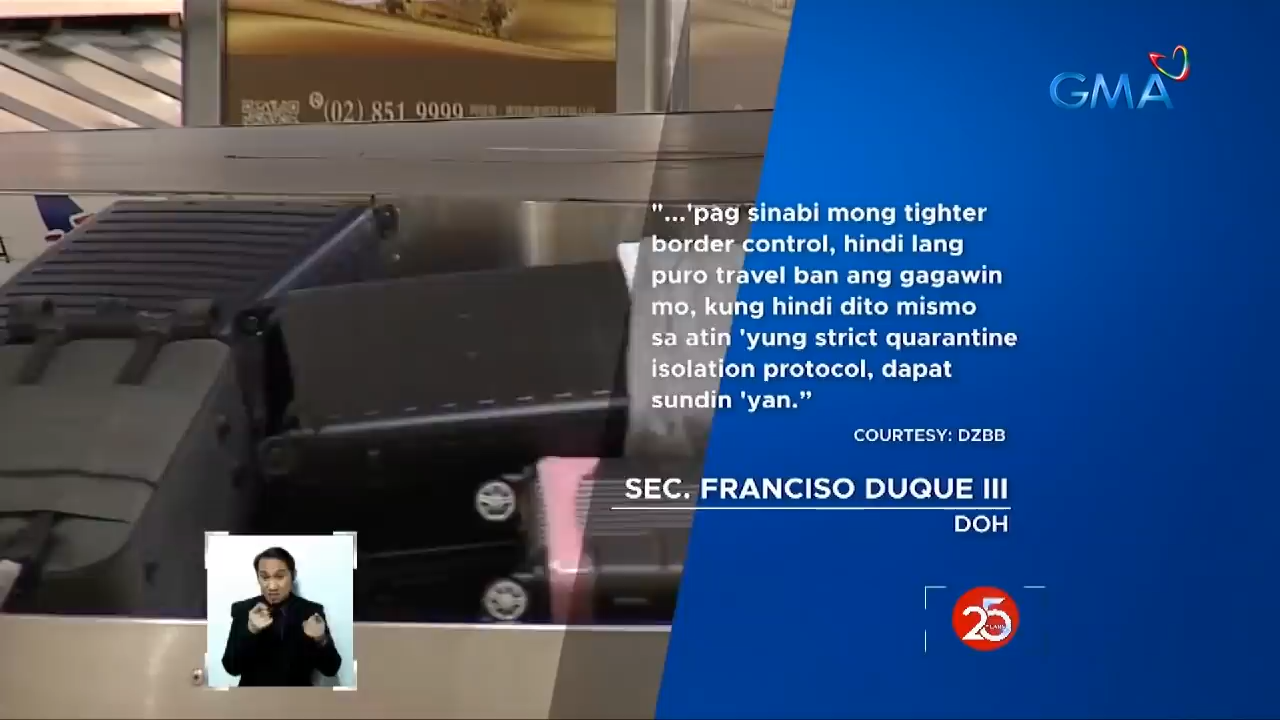 (02) 851 9999
GMA
"...'pag sinabi mong tighter
border control, hindi lang
puro travel ban ang gagawin
mo, kung hindi dito mismo
sa atin 'yung strict quarantine
isolation protocol, dapat
sundin 'yan.”
COURTESY: DZBB
SEC. FRANCISO DUQUE III
DOH
25